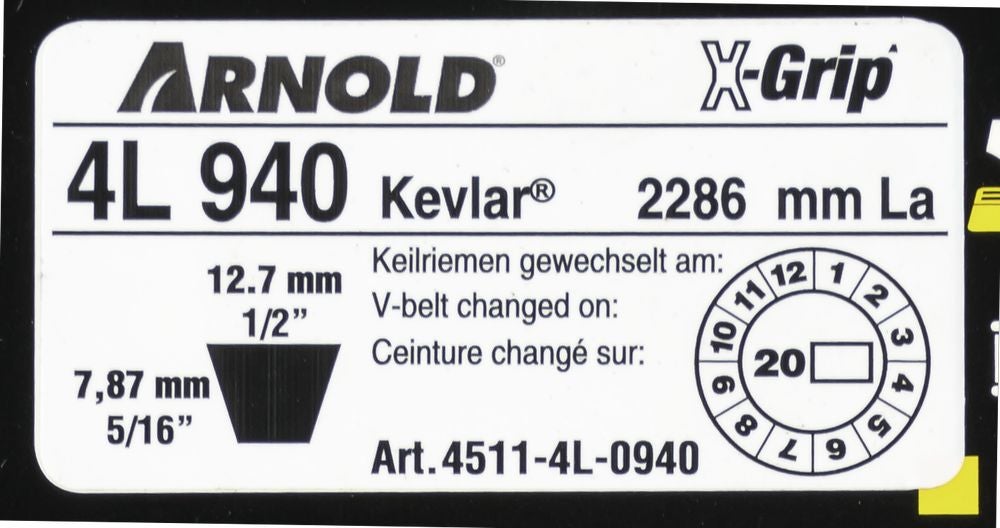 ARNOLD®
X-Grip
4L 940 Kevlar® 2286 mm La
12.7 mm
1/2”
7,87 mm
5/16”
Keilriemen gewechselt am:
V-belt changed on:
Ceinture changé sur:
12 1 2 3 4 5 6 7 8 9 10 11
20
Art.4511-4L-0940